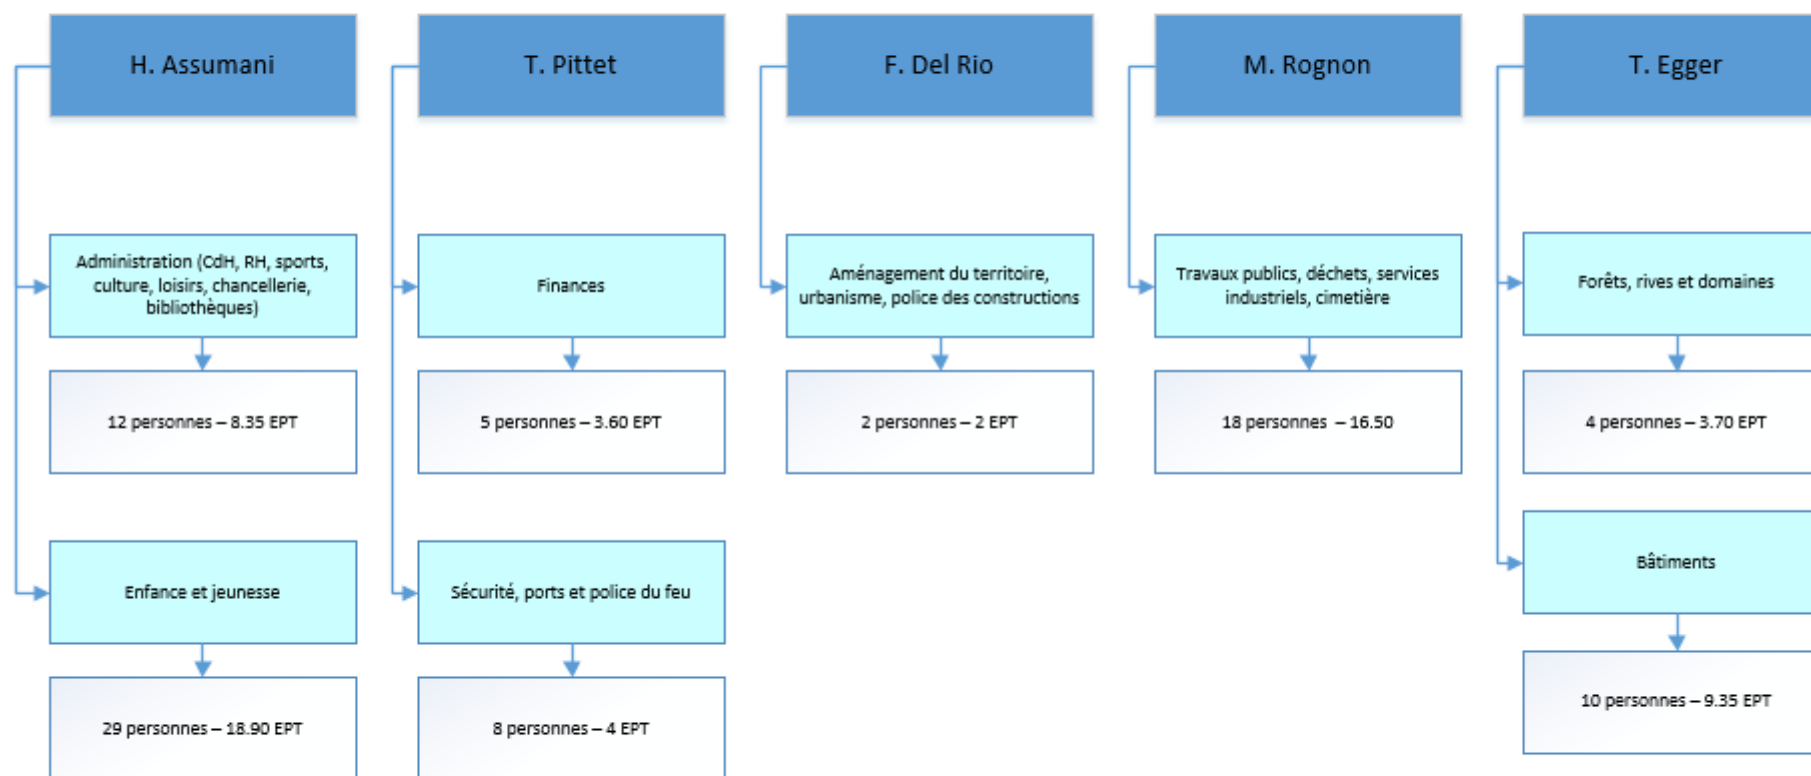 H. Assumani
T. Pittet
F. Del Rio
M. Rognon
T. Egger
Administration (CdH, RH, sports,
culture, loisirs, chancellerie,
bibliothèques)
Finances
Aménagement du territoire,
urbanisme, police des constructions
Travaux publics, déchets, services
industriels, cimetière
Forêts, rives et domaines
12 personnes – 8.35 EPT
5 personnes – 3.60 EPT
2 personnes – 2 EPT
18 personnes – 16.50
4 personnes – 3.70 EPT
Enfance et jeunesse
Sécurité, ports et police du feu
Bâtiments
29 personnes – 18.90 EPT
8 personnes – 4 EPT
10 personnes – 9.35 EPT